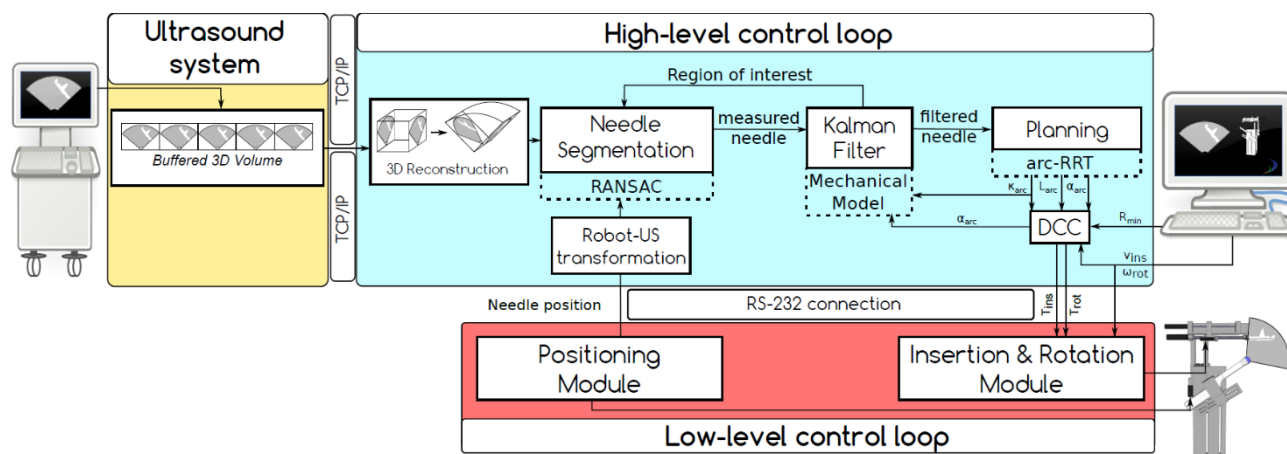 Ultrasound
system
TCP/IP
High-level control loop
Buffered 3D Volume
TCP/IP
3D Reconstruction
Region of interest
Needle
Segmentation
RANSAC
measured
needle
Kalman
Filter
Mechanical
Model
filtered
needle
Planning
arc-RRT
κarc
Larc
αarc
αarc
DCC
Rmin
vins
ωrot
Robot-US
transformation
Needle position
RS-232 connection
Tins
Trot
Positioning
Module
Insertion & Rotation
Module
Low-level control loop